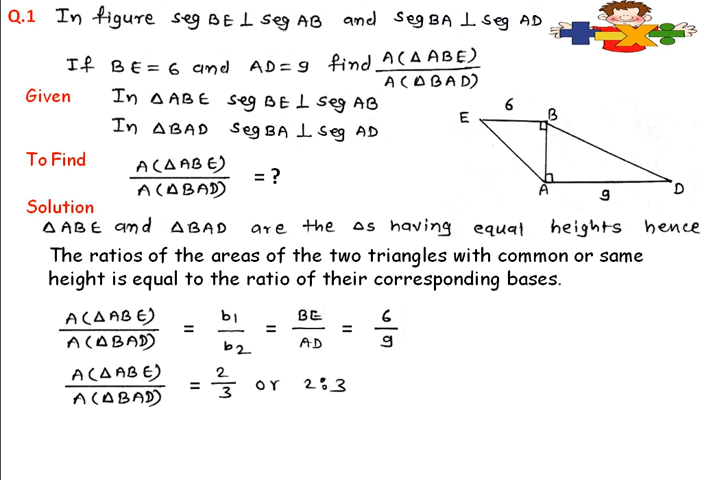 Q.1 In figure seg BE ⊥ seg AB and seg BA ⊥ seg AD
If BE = 6 and AD = 9 find A(△ABE) / A(△BAD)
Given In △ABE seg BE ⊥ seg AB
In △BAD seg BA ⊥ seg AD
To Find A(△ABE) / A(△BAD) = ?
6
E B
A 9 D
Solution
△ABE and △BAD are the △s having equal heights hence
The ratios of the areas of the two triangles with common or same
height is equal to the ratio of their corresponding bases.
A(△ABE) / A(△BAD) = b1 / b2 = BE / AD = 6 / 9
A(△ABE) / A(△BAD) = 2 / 3 or 2:3